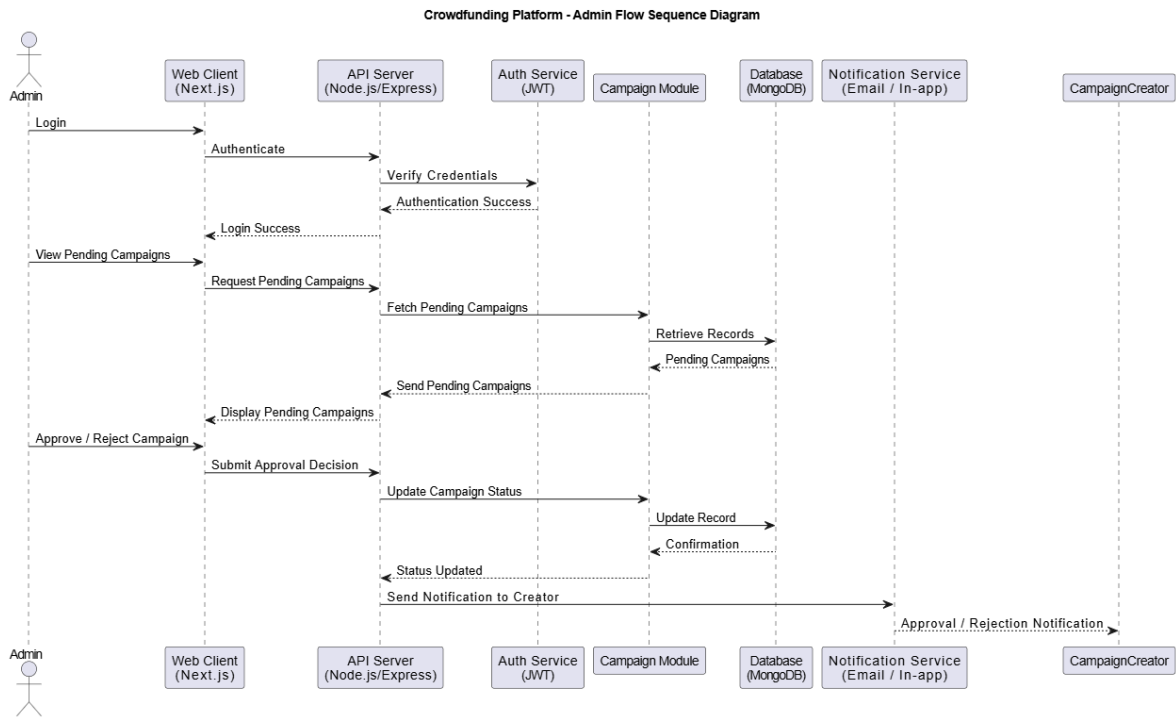 Crowdfunding Platform - Admin Flow Sequence Diagram
Admin
Web Client
(Next.js)
API Server
(Node.js/Express)
Auth Service
(JWT)
Campaign Module
Database
(MongoDB)
Notification Service
(Email / In-app)
CampaignCreator
Login
Authenticate
Verify Credentials
Authentication Success
Login Success
View Pending Campaigns
Request Pending Campaigns
Fetch Pending Campaigns
Retrieve Records
Pending Campaigns
Send Pending Campaigns
Display Pending Campaigns
Approve / Reject Campaign
Submit Approval Decision
Update Campaign Status
Update Record
Confirmation
Status Updated
Send Notification to Creator
Approval / Rejection Notification
Admin
Web Client
(Next.js)
API Server
(Node.js/Express)
Auth Service
(JWT)
Campaign Module
Database
(MongoDB)
Notification Service
(Email / In-app)
CampaignCreator